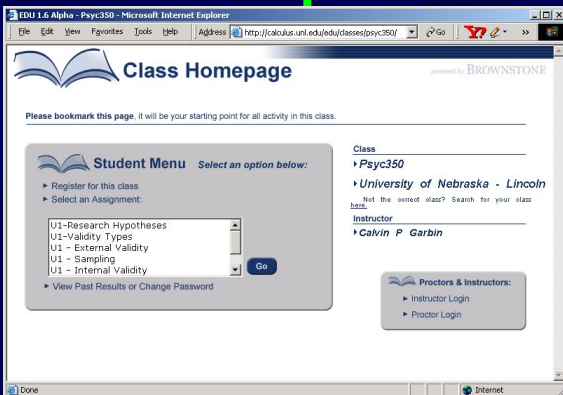 EDU 1.6 Alpha - Psyc350 - Microsoft Internet Explorer
File Edit View Favorites Tools Help Address http://calculus.unl.edu/edu/classes/psyc350/ Go
Class Homepage
powered by BROWNSTONE
Please bookmark this page, it will be your starting point for all activity in this class.
Student Menu Select an option below:
Register for this class
Select an Assignment:
U1-Research Hypotheses
U1-Validity Types
U1 - External Validity
U1 - Sampling
U1 - Internal Validity
Go
View Past Results or Change Password
Class
Psyc350
University of Nebraska - Lincoln
Not the correct class? Search for your class
here.
Instructor
Calvin P Garbin
Proctors & Instructors:
Instructor Login
Proctor Login
Done
Internet